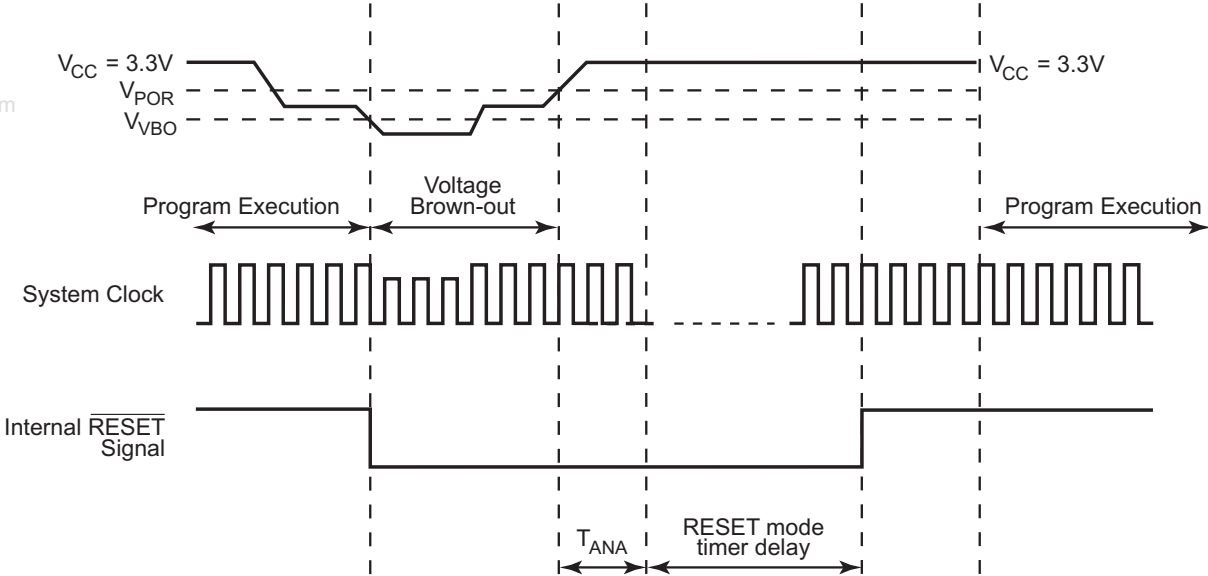 V_CC = 3.3V
V_POR
V_VBO
V_CC = 3.3V
m
Program Execution
Voltage
Brown-out
Program Execution
System Clock
Internal R̅E̅S̅E̅T̅
Signal
T_ANA
RESET mode
timer delay